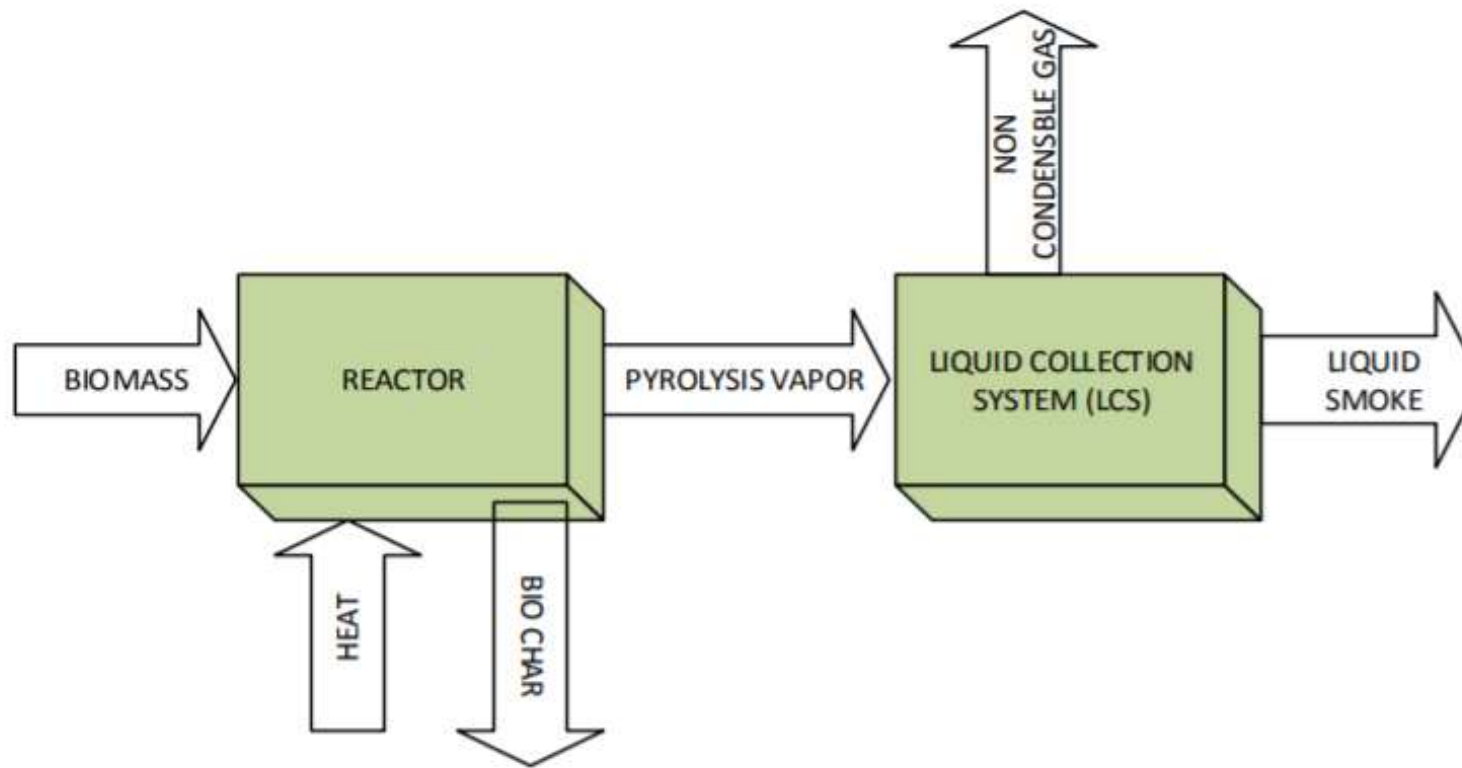 NON
CONDENSBLE GAS
BIOMASS
REACTOR
PYROLYSIS VAPOR
LIQUID COLLECTION
SYSTEM (LCS)
LIQUID
SMOKE
HEAT
BIO CHAR